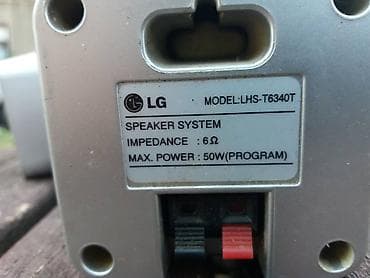 LG MODEL:LHS-T6340T
SPEAKER SYSTEM
IMPEDANCE : 6Ω
MAX. POWER : 50W(PROGRAM)